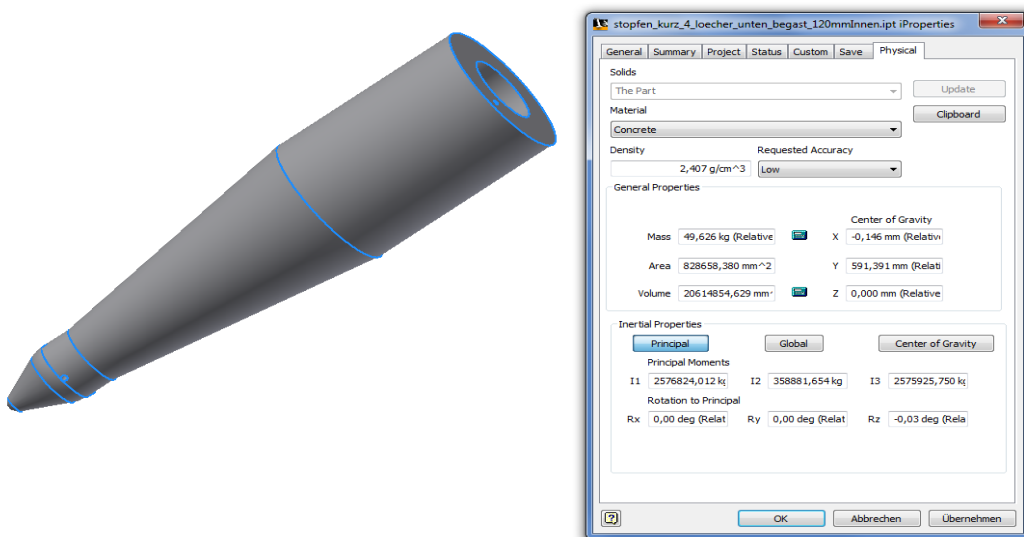 stopfen_kurz_4_loecher_unten_begast_120mmInnen.ipt iProperties
General Summary Project Status Custom Save Physical
Solids
The Part Update
Material Clipboard
Concrete
Density Requested Accuracy
2,407 g/cm^3 Low
General Properties
Center of Gravity
Mass 49,626 kg (Relative X -0,146 mm (Relativ
Area 828658,380 mm^2 Y 591,391 mm (Relati
Volume 20614854,629 mm^ Z 0,000 mm (Relative
Inertial Properties
Principal Global Center of Gravity
Principal Moments
I1 2576824,012 kg I2 358881,654 kg I3 2575925,750 kg
Rotation to Principal
Rx 0,00 deg (Relat Ry 0,00 deg (Relat Rz -0,03 deg (Rela
OK Abbrechen Übernehmen